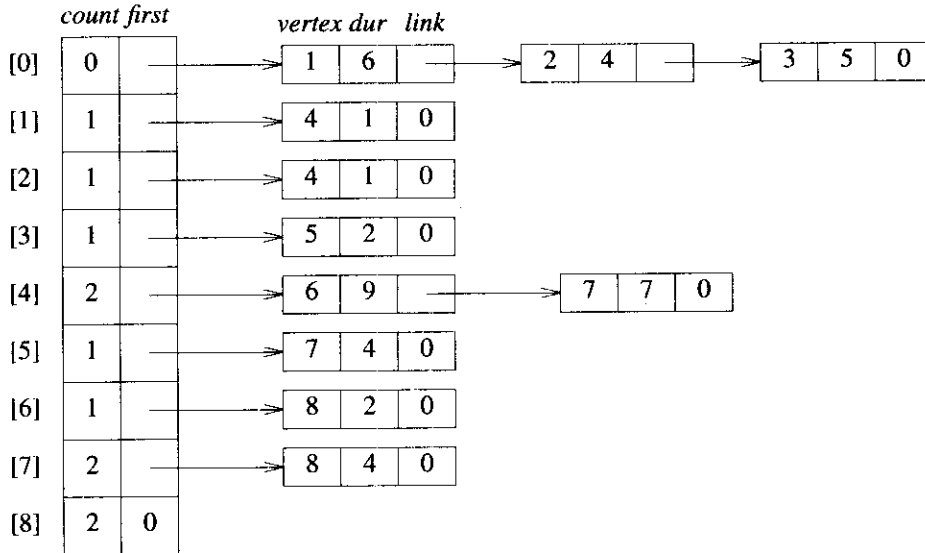 count first vertex dur link
[0] 0 1 6 2 4 3 5 0
[1] 1 4 1 0
[2] 1 4 1 0
[3] 1 5 2 0
[4] 2 6 9 7 7 0
[5] 1 7 4 0
[6] 1 8 2 0
[7] 2 8 4 0
[8] 2 0